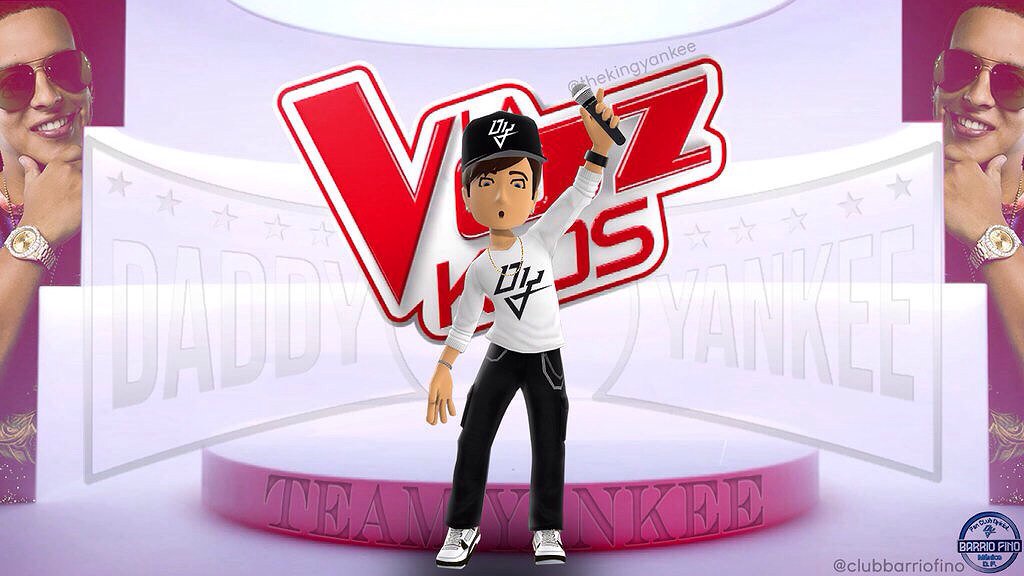 @thekingyankee
LA
VOZ
KIDS
DY
DY
DADDY YANKEE
TEAM YANKEE
Fan Club Oficial
DY
BARRIO FINO
México
D.F.
@clubbarriofino